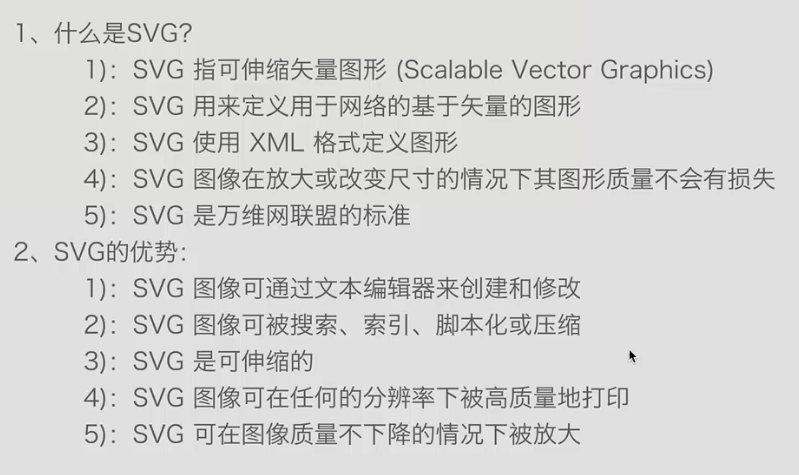 1、什么是SVG?
1)：SVG 指可伸缩矢量图形 (Scalable Vector Graphics)
2)：SVG 用来定义用于网络的基于矢量的图形
3)：SVG 使用 XML 格式定义图形
4)：SVG 图像在放大或改变尺寸的情况下其图形质量不会有损失
5)：SVG 是万维网联盟的标准
2、SVG的优势：
1)：SVG 图像可通过文本编辑器来创建和修改
2)：SVG 图像可被搜索、索引、脚本化或压缩
3)：SVG 是可伸缩的
4)：SVG 图像可在任何的分辨率下被高质量地打印
5)：SVG 可在图像质量不下降的情况下被放大